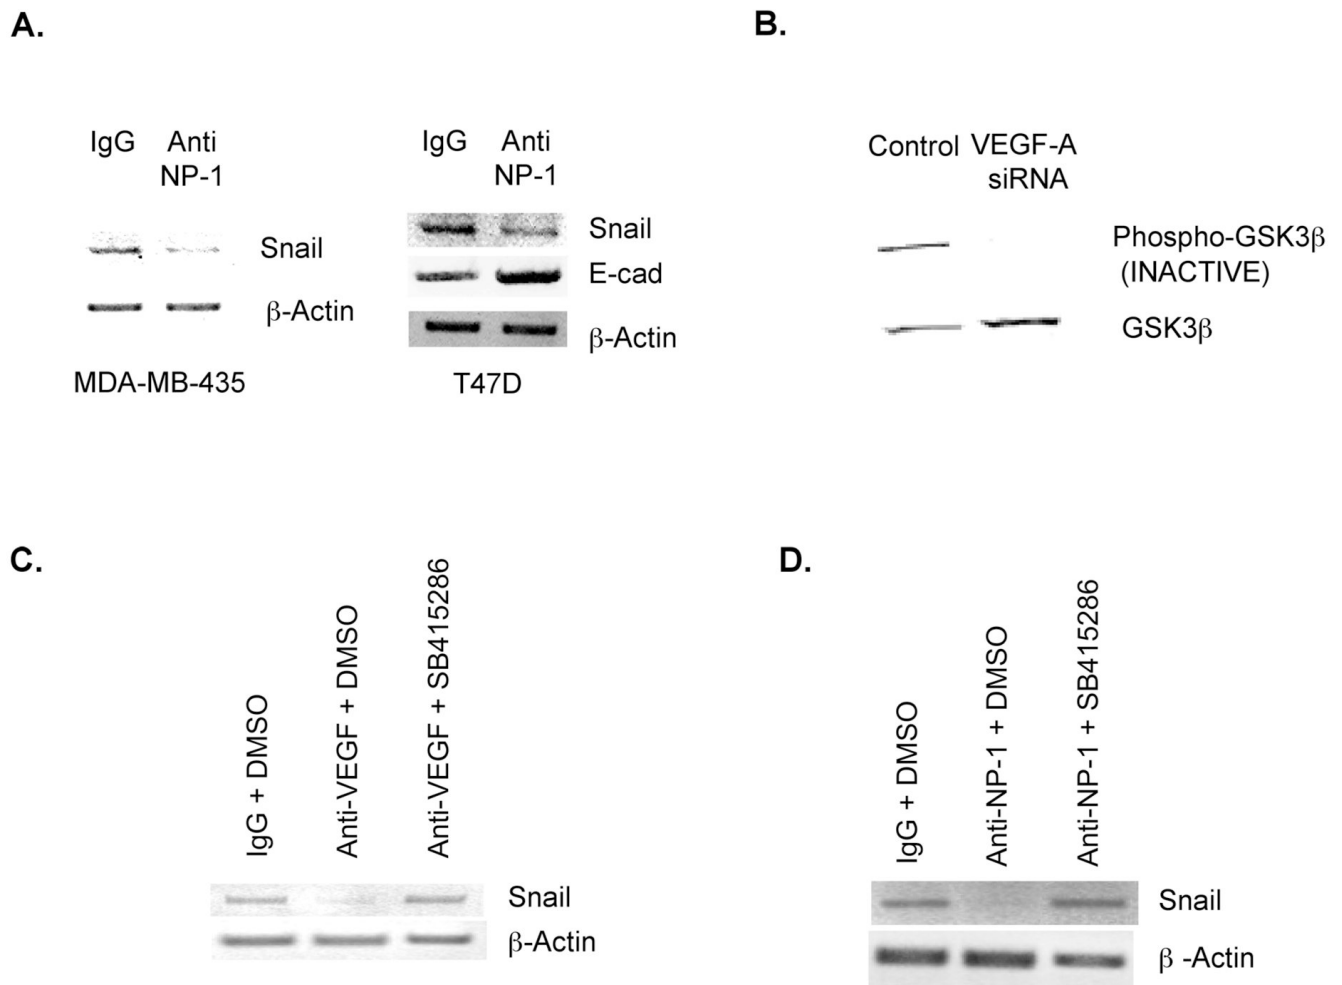 A.
B.
IgG Anti
NP-1
IgG Anti
NP-1
Snail
β-Actin
MDA-MB-435
Snail
E-cad
β-Actin
T47D
Control VEGF-A
siRNA
Phospho-GSK3β
(INACTIVE)
GSK3β
C.
IgG + DMSO
Anti-VEGF + DMSO
Anti-VEGF + SB415286
Snail
β-Actin
D.
IgG + DMSO
Anti-NP-1 + DMSO
Anti-NP-1 + SB415286
Snail
β -Actin